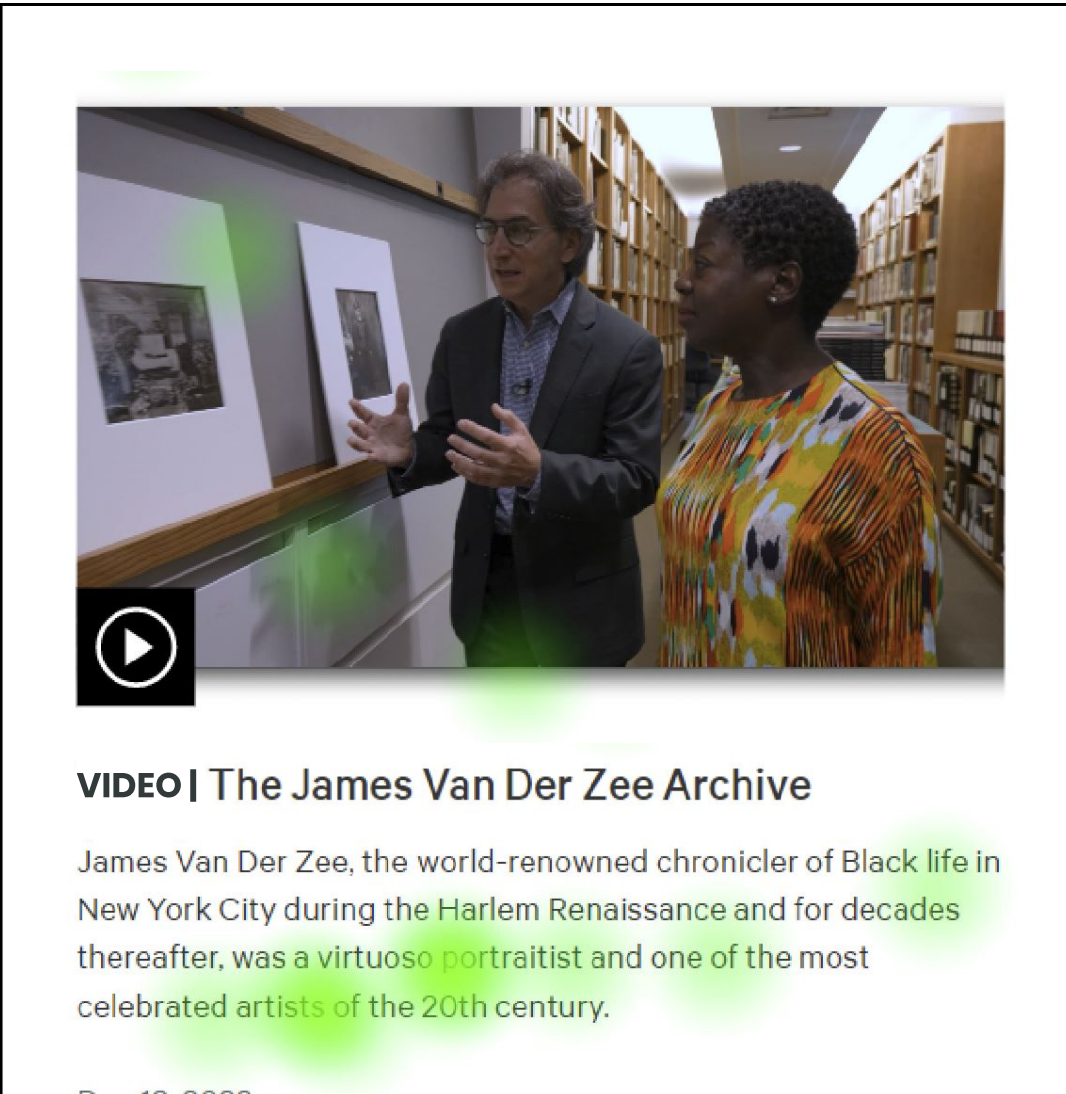 VIDEO | The James Van Der Zee Archive
James Van Der Zee, the world-renowned chronicler of Black life in
New York City during the Harlem Renaissance and for decades
thereafter, was a virtuoso portraitist and one of the most
celebrated artists of the 20th century.